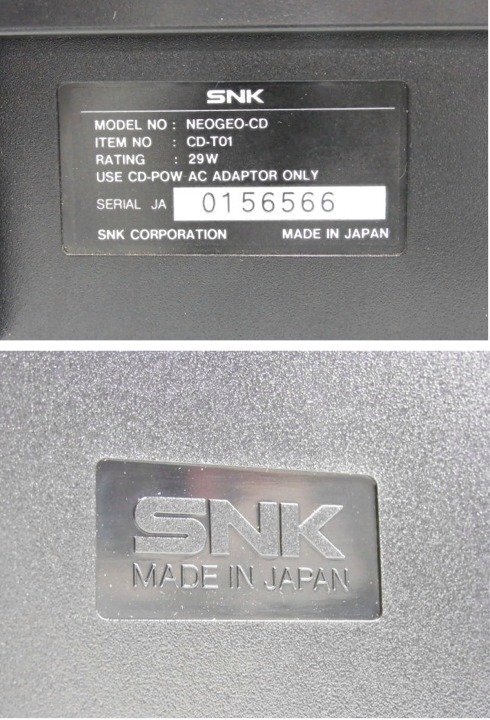 SNK
MODEL NO : NEOGEO-CD
ITEM NO : CD-T01
RATING : 29W
USE CD-POW AC ADAPTOR ONLY
SERIAL JA 0156566
SNK CORPORATION MADE IN JAPAN
SNK
MADE IN JAPAN